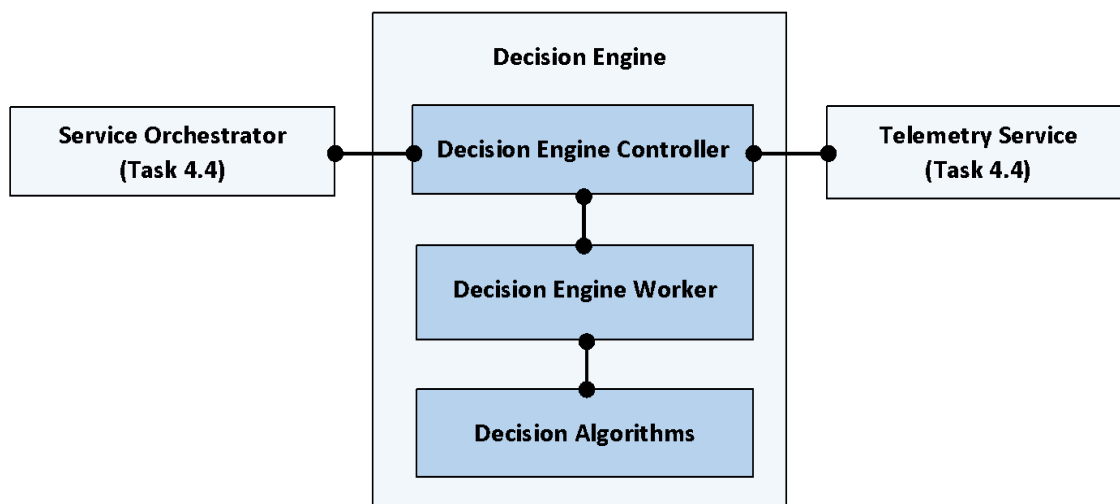 Decision Engine
Service Orchestrator
(Task 4.4)
Decision Engine Controller
Telemetry Service
(Task 4.4)
Decision Engine Worker
Decision Algorithms